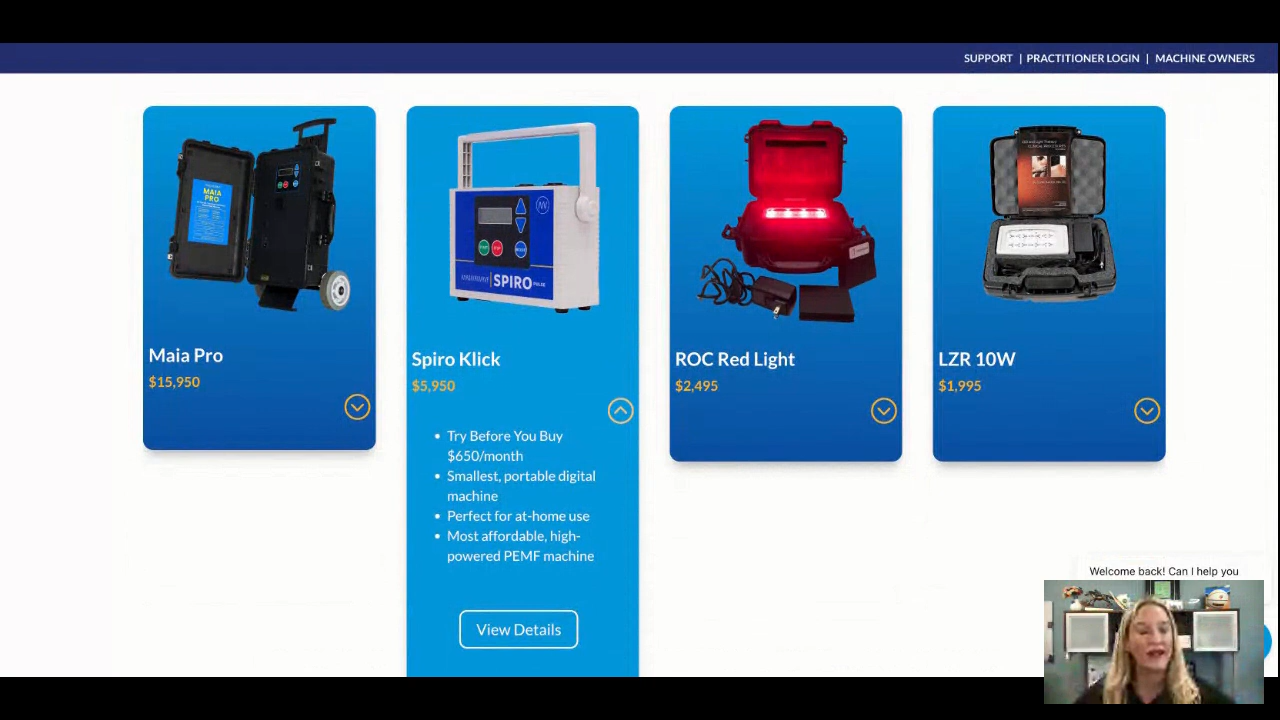 SUPPORT | PRACTITIONER LOGIN | MACHINE OWNERS
MAIA
PRO
SPIRO
Maia Pro
$15,950
Spiro Klick
$5,950
Try Before You Buy
$650/month
Smallest, portable digital
machine
Perfect for at-home use
Most affordable, high-
powered PEMF machine
View Details
ROC Red Light
$2,495
LZR 10W
$1,995
Welcome back! Can I help you